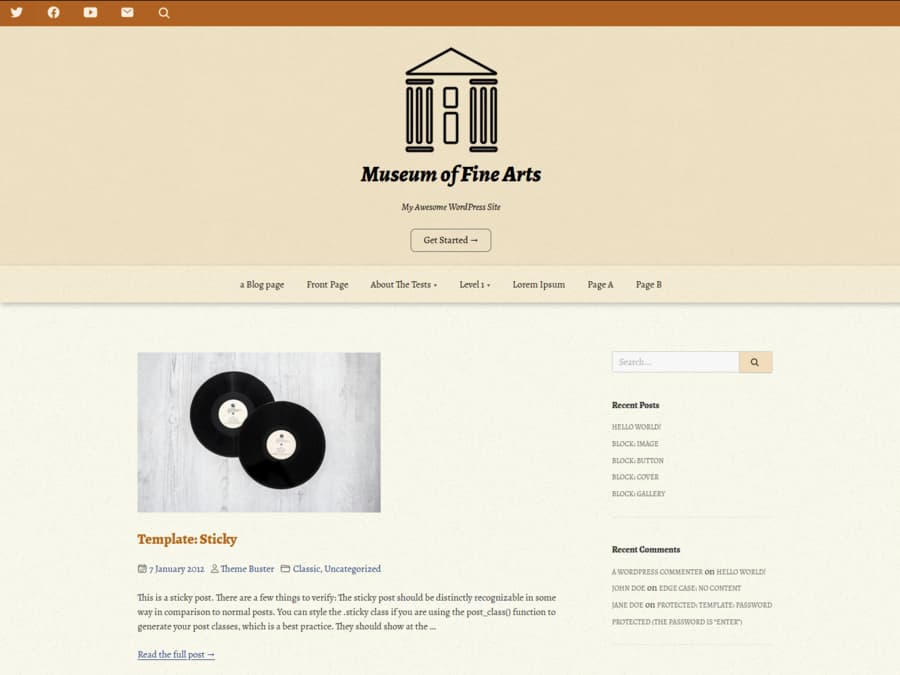 Museum of Fine Arts
My Awesome WordPress Site
Get Started →
a Blog page Front Page About The Tests Level 1 Lorem Ipsum Page A Page B
Search...
Template: Sticky
7 January 2012 Theme Buster Classic, Uncategorized
This is a sticky post. There are a few things to verify: The sticky post should be distinctly recognizable in some
way in comparison to normal posts. You can style the .sticky class if you are using the post_class() function to
generate your post classes, which is a best practice. They should show at the ...
Read the full post →
Recent Posts
HELLO WORLD!
BLOCK: IMAGE
BLOCK: BUTTON
BLOCK: COVER
BLOCK: GALLERY
Recent Comments
A WORDPRESS COMMENTER on HELLO WORLD!
JOHN DOE on EDGE CASE: NO CONTENT
JANE DOE on PROTECTED: TEMPLATE: PASSWORD
PROTECTED (THE PASSWORD IS "ENTER")